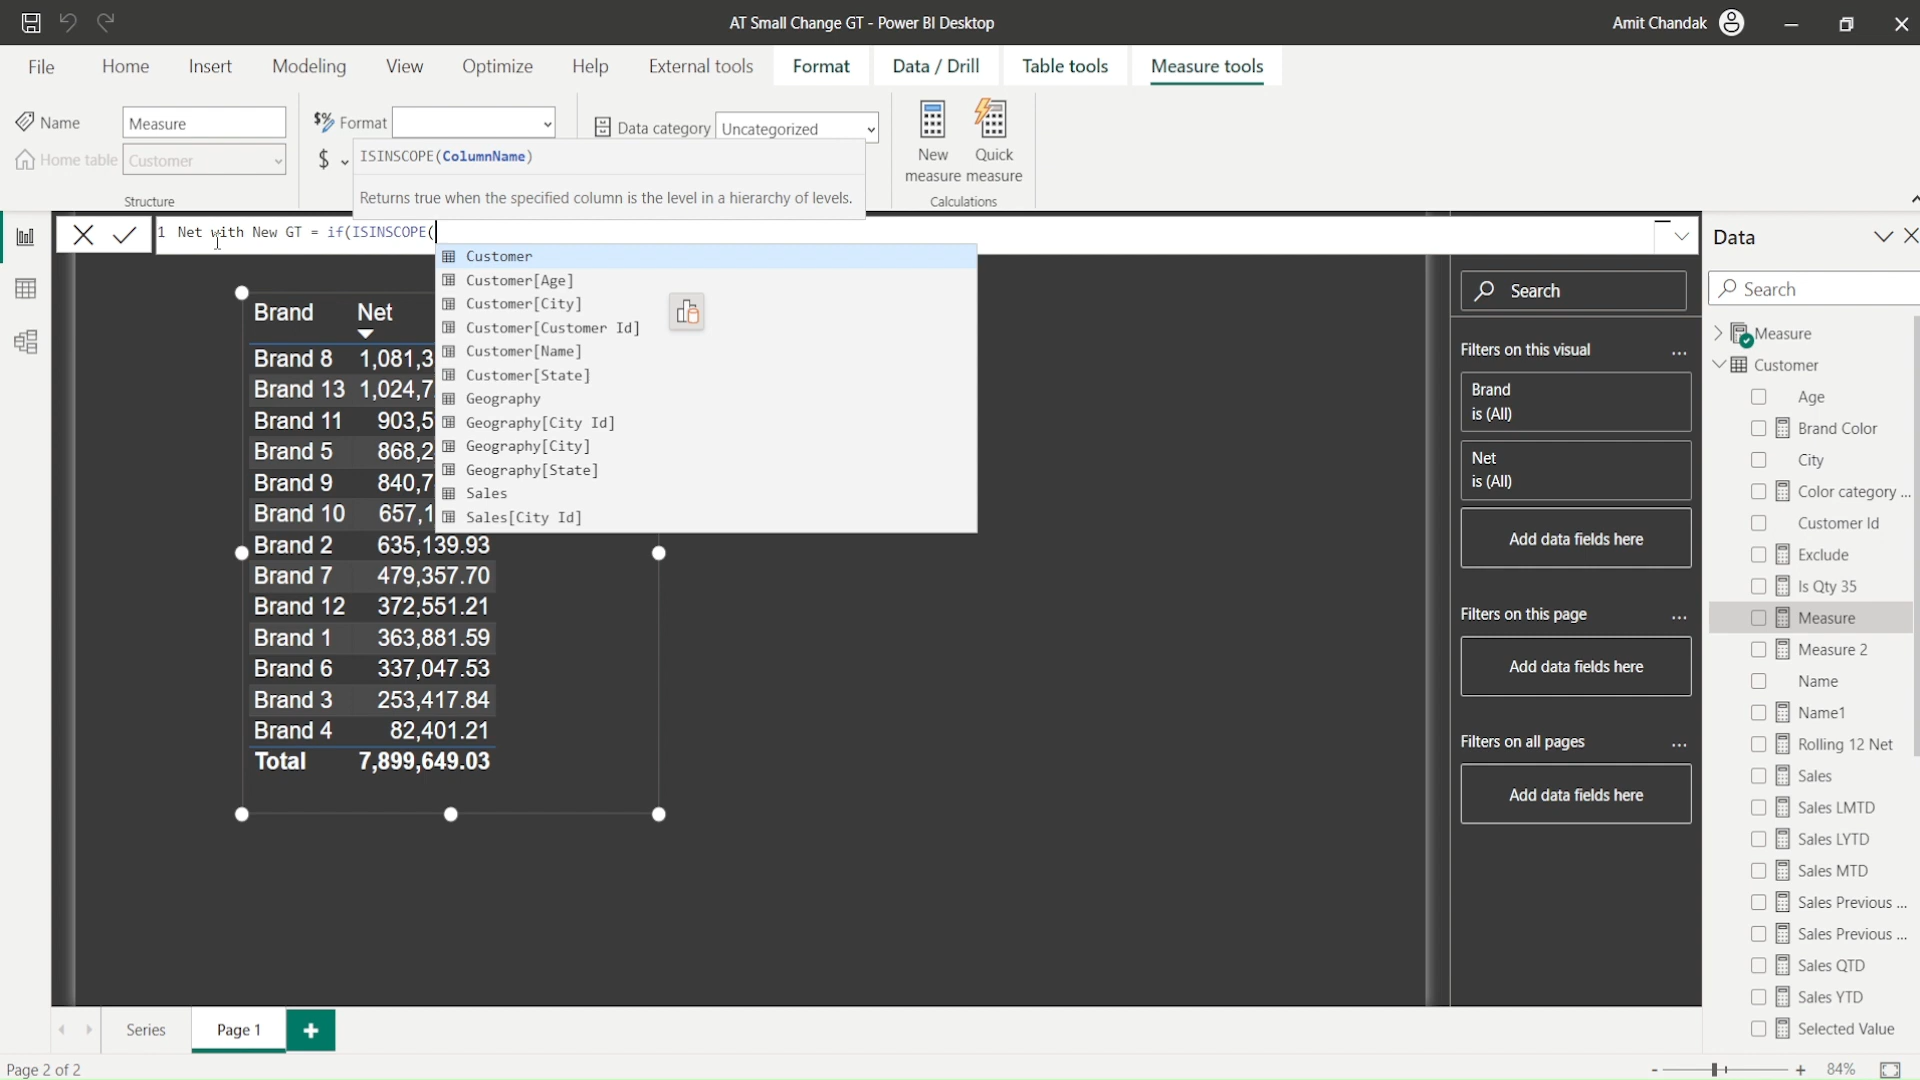 AT Small Change GT - Power BI Desktop
Amit Chandak
File Home Insert Modeling View Optimize Help External tools Format Data / Drill Table tools Measure tools
Name Measure
Format
Data category Uncategorized
Home table Customer
$
New measure
Quick measure
Structure
Calculations
ISINSCOPE(ColumnName)
Returns true when the specified column is the level in a hierarchy of levels.
1 Net with New GT = if(ISINSCOPE(
Customer
Customer[Age]
Customer[City]
Customer[Customer Id]
Customer[Name]
Customer[State]
Geography
Geography[City Id]
Geography[City]
Geography[State]
Sales
Sales[City Id]
Brand Net
Brand 8 1,081,3
Brand 13 1,024,7
Brand 11 903,5
Brand 5 868,2
Brand 9 840,7
Brand 10 657,1
Brand 2 635,139.93
Brand 7 479,357.70
Brand 12 372,551.21
Brand 1 363,881.59
Brand 6 337,047.53
Brand 3 253,417.84
Brand 4 82,401.21
Total 7,899,649.03
Search
Filters on this visual ...
Brand
is (All)
Net
is (All)
Add data fields here
Filters on this page ...
Add data fields here
Filters on all pages ...
Add data fields here
Data
Search
Measure
Customer
Age
Brand Color
City
Color category ...
Customer Id
Exclude
Is Qty 35
Measure
Measure 2
Name
Name1
Rolling 12 Net
Sales
Sales LMTD
Sales LYTD
Sales MTD
Sales Previous ...
Sales Previous ...
Sales QTD
Sales YTD
Selected Value
Series Page 1 +
Page 2 of 2
- + 84%